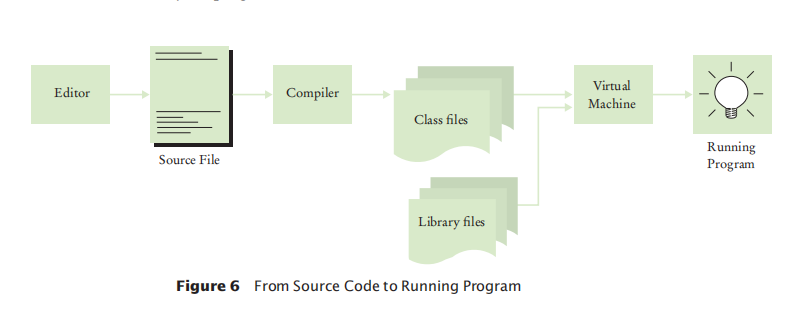 Editor
Source File
Compiler
Class files
Library files
Virtual
Machine
Running
Program
Figure 6 From Source Code to Running Program